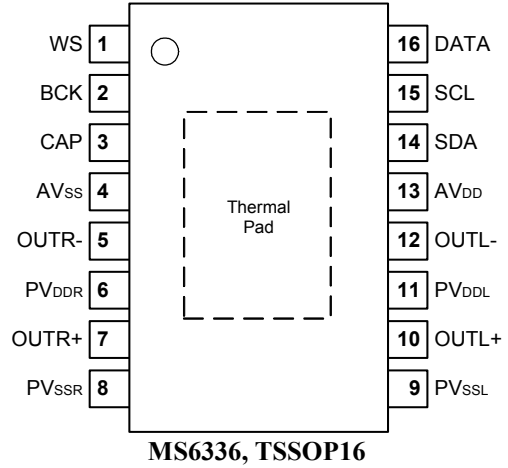 WS 1 16 DATA
BCK 2 15 SCL
CAP 3 14 SDA
AVSS 4 13 AVDD
Thermal
Pad
OUTR- 5 12 OUTL-
PVDDR 6 11 PVDDL
OUTR+ 7 10 OUTL+
PVSSR 8 9 PVSSL
MS6336, TSSOP16